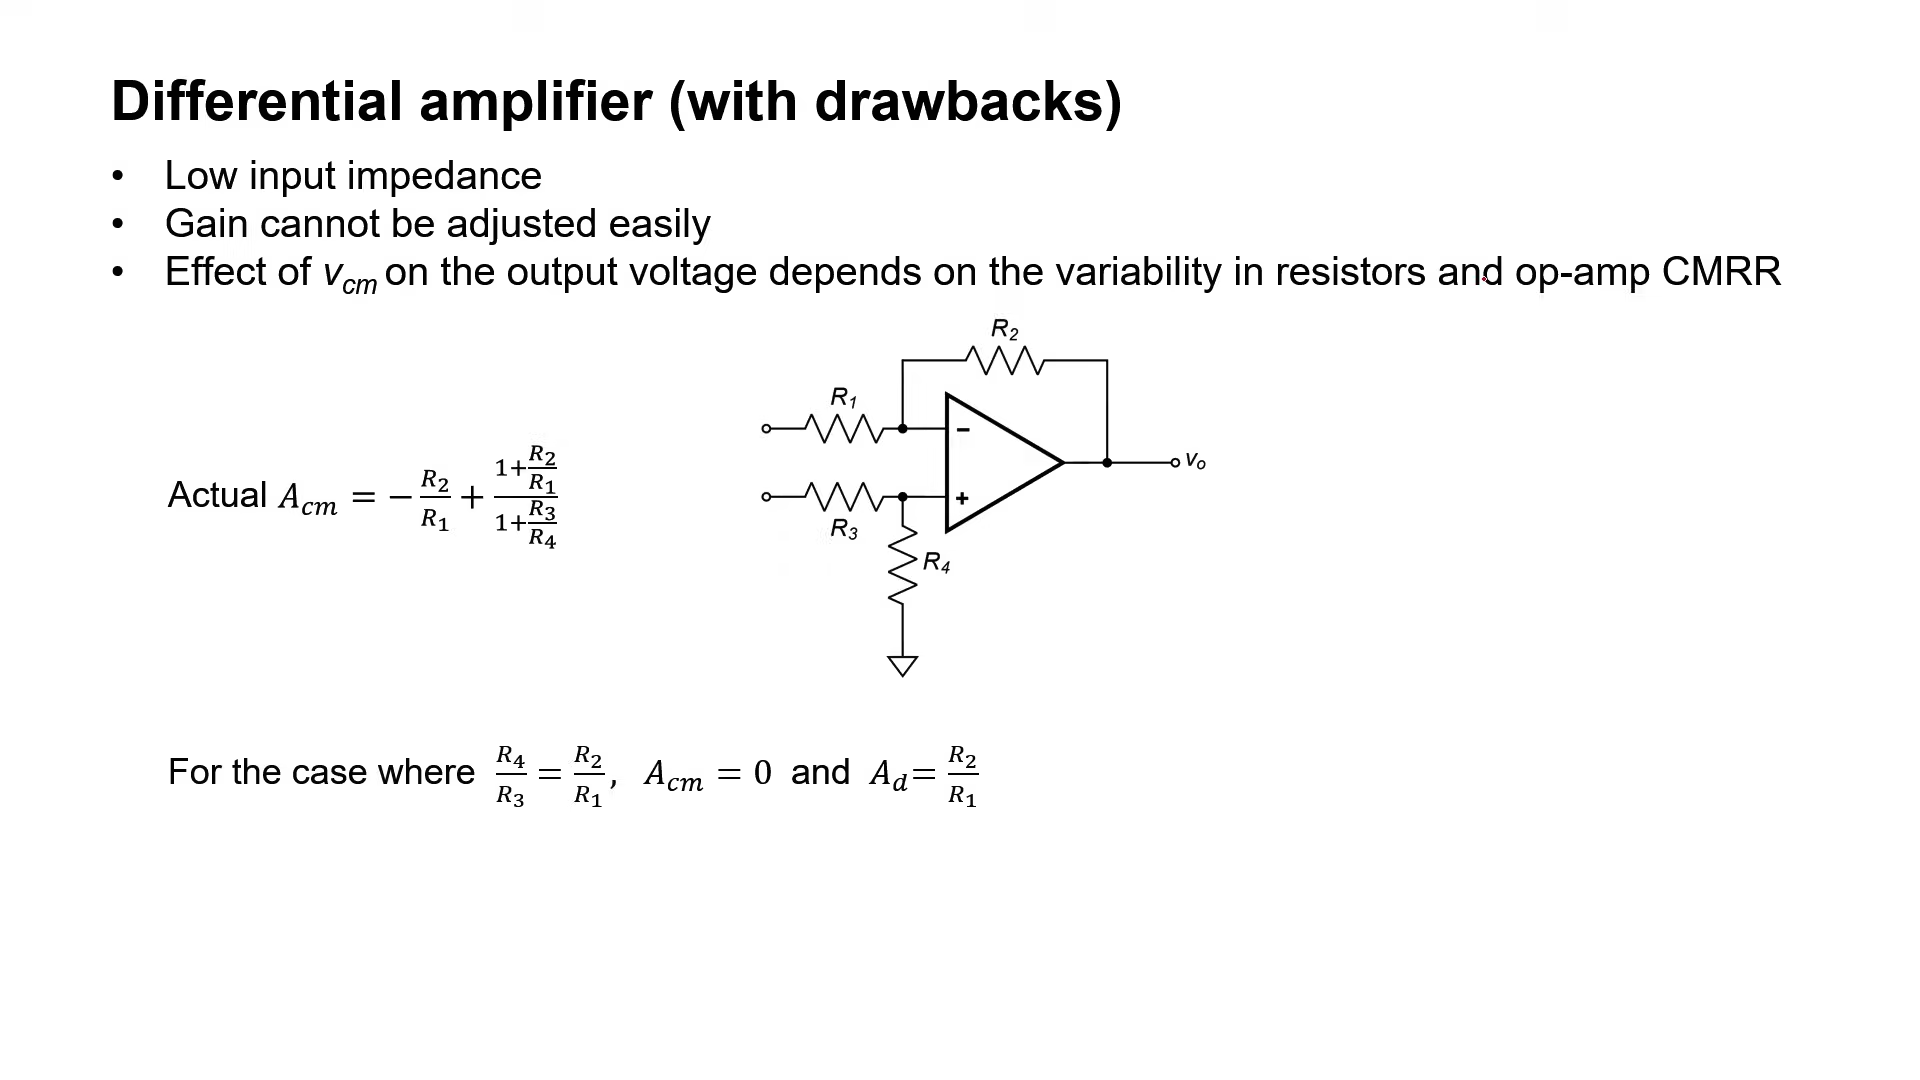 Differential amplifier (with drawbacks)
• Low input impedance
• Gain cannot be adjusted easily
• Effect of v_cm on the output voltage depends on the variability in resistors and op-amp CMRR
R₂
R₁
−
v₀
Actual A_cm = −R₂/R₁ + (1+R₂/R₁)/(1+R₃/R₄)
+
R₃
R₄
For the case where R₄/R₃ = R₂/R₁, A_cm = 0 and A_d = R₂/R₁